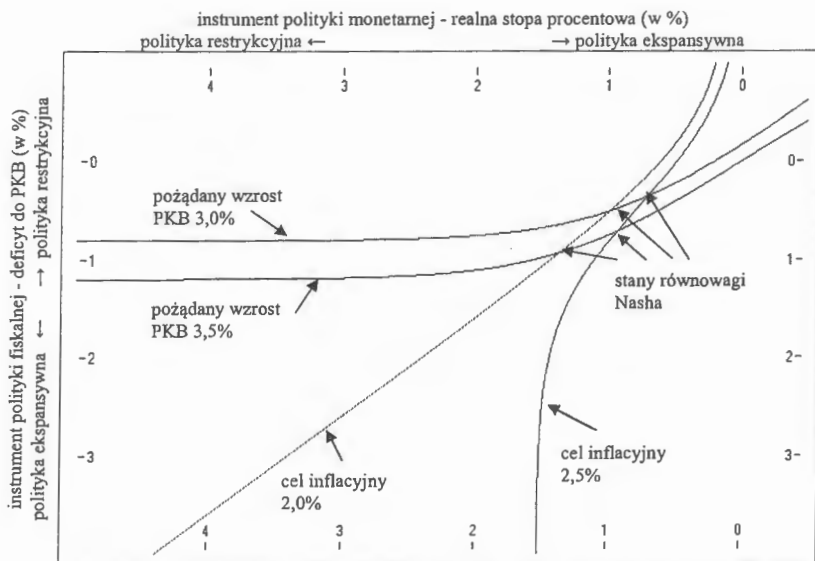 instrument polityki monetarnej - realna stopa procentowa (w %)
polityka restrykcyjna ←
→ polityka ekspansywna
4 3 2 1 0
instrument polityki fiskalnej - deficyt do PKB (w %)
polityka ekspansywna ← → polityka restrykcyjna
-0
0-
pożądany wzrost
PKB 3,0%
-1
1-
stany równowagi
Nasha
pożądany wzrost
PKB 3,5%
-2
2-
-3
3-
cel inflacyjny
2,0%
cel inflacyjny
2,5%
4 3 2 1 0